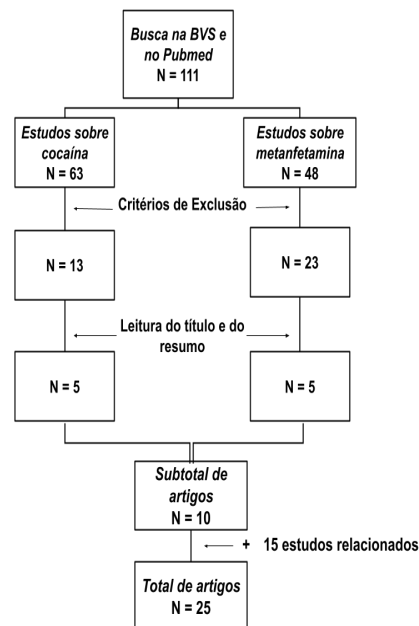 Busca na BVS e
no Pubmed
N = 111
Estudos sobre
cocaína
N = 63
Estudos sobre
metanfetamina
N = 48
Critérios de Exclusão
N = 13
N = 23
Leitura do título e do
resumo
N = 5
N = 5
Subtotal de
artigos
N = 10
+ 15 estudos relacionados
Total de artigos
N = 25